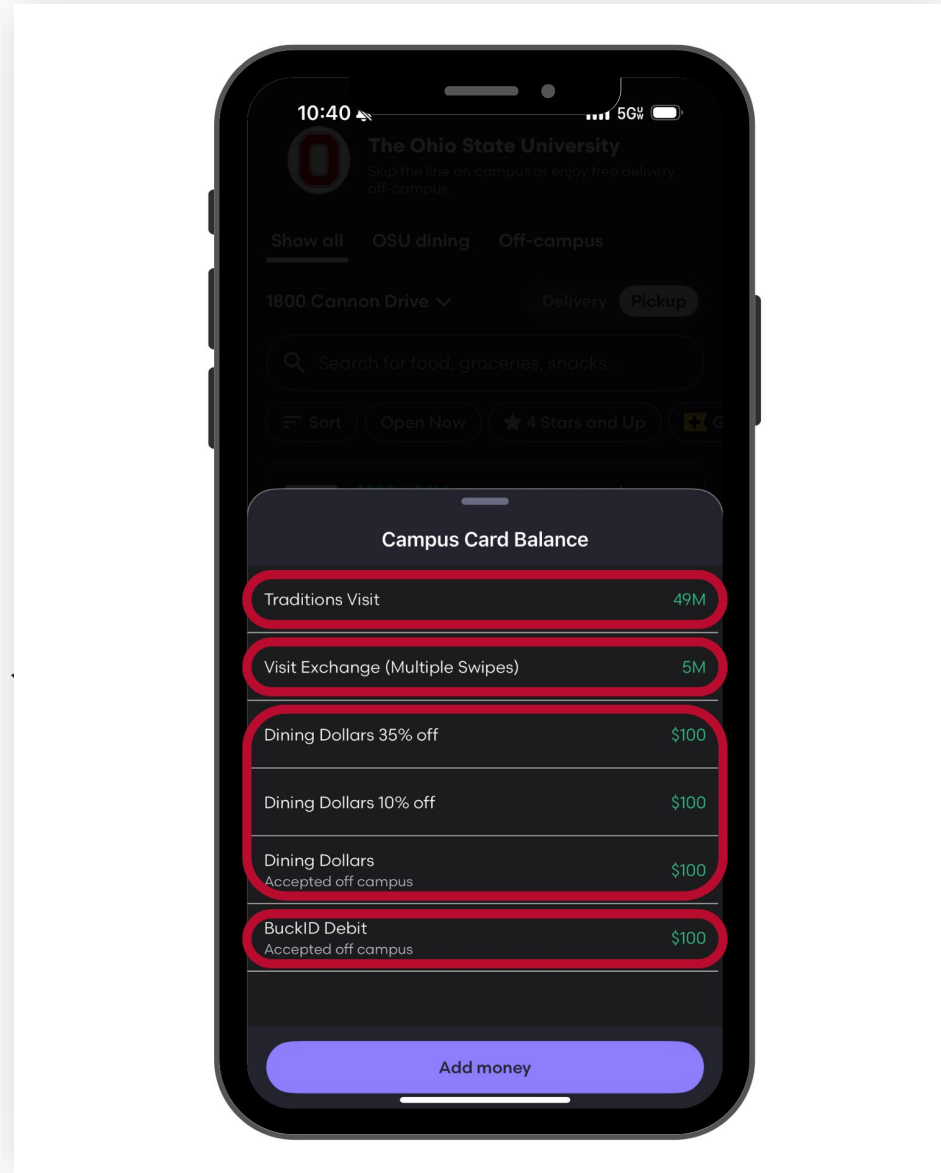 10:40
5G UW
The Ohio State University
Skip the line on campus or enjoy free delivery
off-campus.
Show all OSU dining Off-campus
1800 Cannon Drive Delivery Pickup
Search for food, groceries, snacks...
Sort Open Now 4 Stars and Up G
Campus Card Balance
Traditions Visit 49M
Visit Exchange (Multiple Swipes) 5M
Dining Dollars 35% off $100
Dining Dollars 10% off $100
Dining Dollars
Accepted off campus $100
BuckID Debit
Accepted off campus $100
Add money